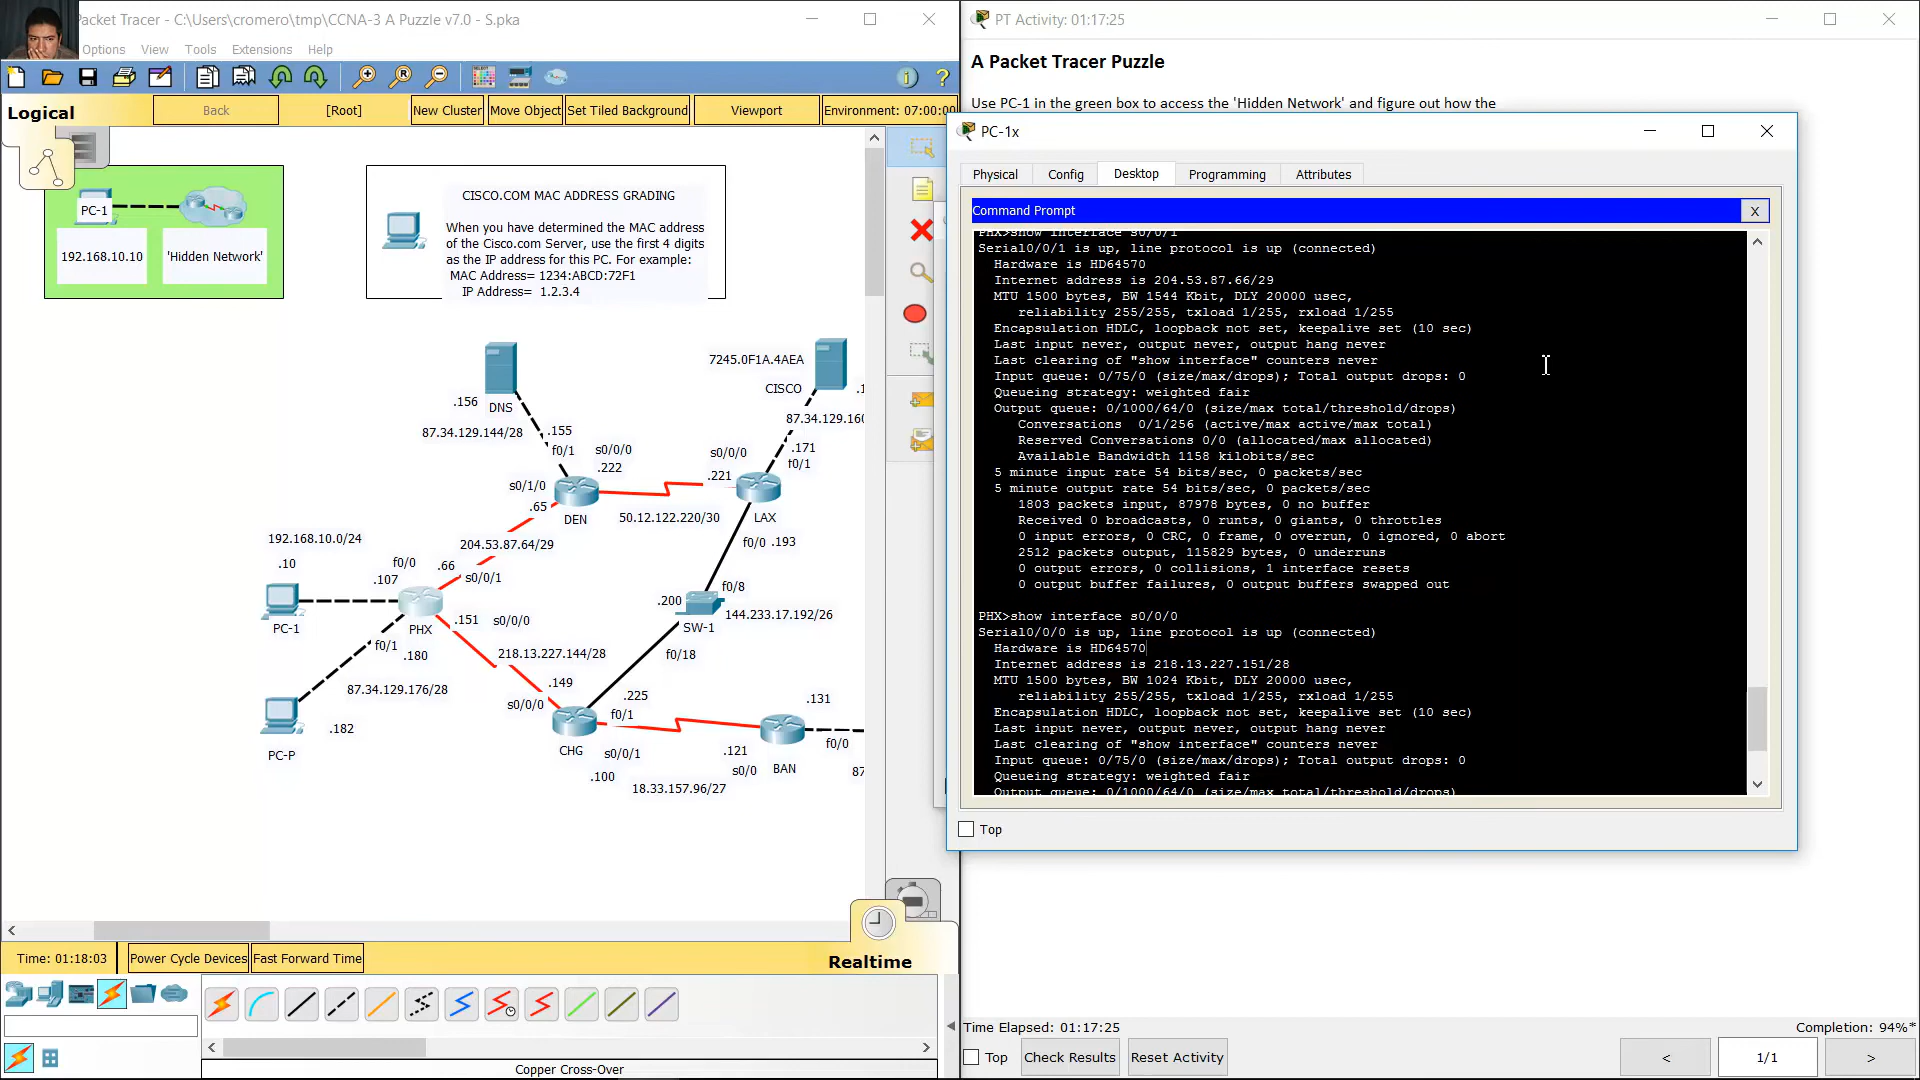 Packet Tracer - C:\Users\cromero\tmp\CCNA-3 A Puzzle v7.0 - S.pka
Options View Tools Extensions Help
Logical
Back
[Root]
New Cluster
Move Object
Set Tiled Background
Viewport
Environment: 07:00:00
PC-1
192.168.10.10
'Hidden Network'
CISCO.COM MAC ADDRESS GRADING
When you have determined the MAC address
of the Cisco.com Server, use the first 4 digits
as the IP address for this PC. For example:
MAC Address= 1234:ABCD:72F1
IP Address= 1.2.3.4
7245.0F1A.4AEA
CISCO
.156
DNS
87.34.129.144/28
87.34.129.160
.155
f0/1
s0/0/0
.222
s0/0/0
.221
.171
f0/1
s0/1/0
.65
DEN
50.12.122.220/30
LAX
192.168.10.0/24
204.53.87.64/29
f0/0 .193
.10
f0/0
.107
.66
s0/0/1
f0/8
.200
144.233.17.192/26
PC-1
PHX
.151
s0/0/0
SW-1
f0/1
.180
218.13.227.144/28
f0/18
87.34.129.176/28
.149
.225
.131
.182
s0/0/0
f0/1
PC-P
CHG
s0/0/1
.121
s0/0
BAN
f0/0
.100
18.33.157.96/27
87
Realtime
Time: 01:18:03
Power Cycle Devices
Fast Forward Time
Copper Cross-Over
PT Activity: 01:17:25
A Packet Tracer Puzzle
Use PC-1 in the green box to access the 'Hidden Network' and figure out how the
PC-1x
Physical Config Desktop Programming Attributes
Command Prompt
X
PHX>show interface s0/0/1
Serial0/0/1 is up, line protocol is up (connected)
Hardware is HD64570
Internet address is 204.53.87.66/29
MTU 1500 bytes, BW 1544 Kbit, DLY 20000 usec,
reliability 255/255, txload 1/255, rxload 1/255
Encapsulation HDLC, loopback not set, keepalive set (10 sec)
Last input never, output never, output hang never
Last clearing of "show interface" counters never
Input queue: 0/75/0 (size/max/drops); Total output drops: 0
Queueing strategy: weighted fair
Output queue: 0/1000/64/0 (size/max total/threshold/drops)
Conversations 0/1/256 (active/max active/max total)
Reserved Conversations 0/0 (allocated/max allocated)
Available Bandwidth 1158 kilobits/sec
5 minute input rate 54 bits/sec, 0 packets/sec
5 minute output rate 54 bits/sec, 0 packets/sec
1803 packets input, 87978 bytes, 0 no buffer
Received 0 broadcasts, 0 runts, 0 giants, 0 throttles
0 input errors, 0 CRC, 0 frame, 0 overrun, 0 ignored, 0 abort
2512 packets output, 115829 bytes, 0 underruns
0 output errors, 0 collisions, 1 interface resets
0 output buffer failures, 0 output buffers swapped out
PHX>show interface s0/0/0
Serial0/0/0 is up, line protocol is up (connected)
Hardware is HD64570
Internet address is 218.13.227.151/28
MTU 1500 bytes, BW 1024 Kbit, DLY 20000 usec,
reliability 255/255, txload 1/255, rxload 1/255
Encapsulation HDLC, loopback not set, keepalive set (10 sec)
Last input never, output never, output hang never
Last clearing of "show interface" counters never
Input queue: 0/75/0 (size/max/drops); Total output drops: 0
Queueing strategy: weighted fair
Output queue: 0/1000/64/0 (size/max total/threshold/drops)
Top
Time Elapsed: 01:17:25
Completion: 94%*
Top
Check Results
Reset Activity
<
1/1
>